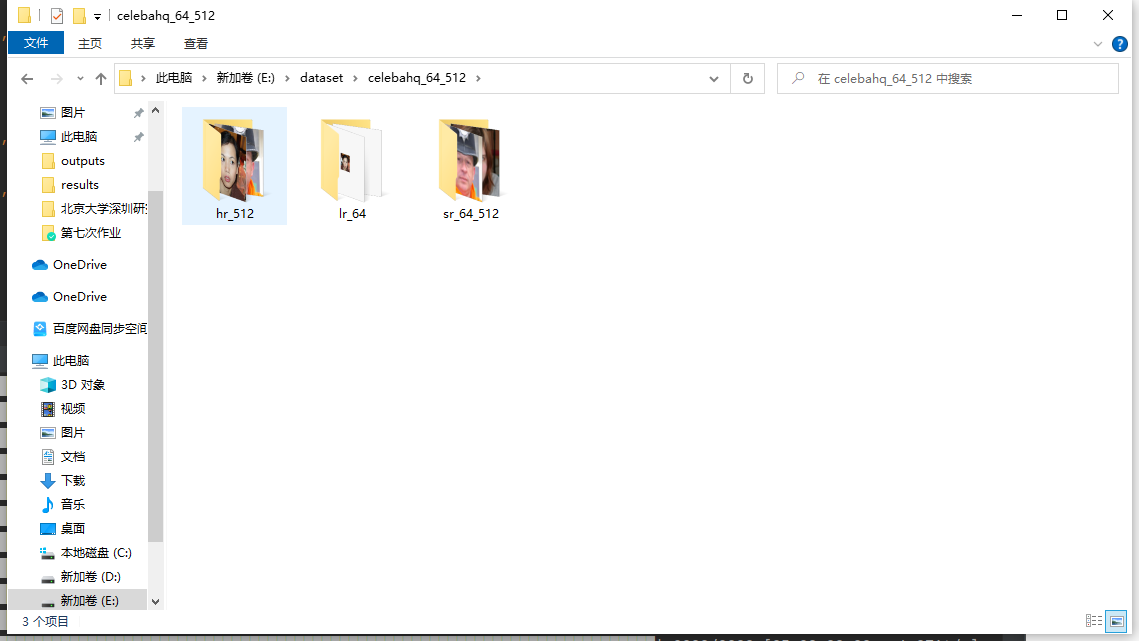 celebahq_64_512
文件 主页 共享 查看
此电脑 新加卷 (E:) dataset celebahq_64_512
在 celebahq_64_512 中搜索
图片
此电脑
outputs
results
北京大学深圳研
第七次作业
OneDrive
OneDrive
百度网盘同步空间
此电脑
3D 对象
视频
图片
文档
下载
音乐
桌面
本地磁盘 (C:)
新加卷 (D:)
新加卷 (E:)
hr_512 lr_64 sr_64_512
3 个项目